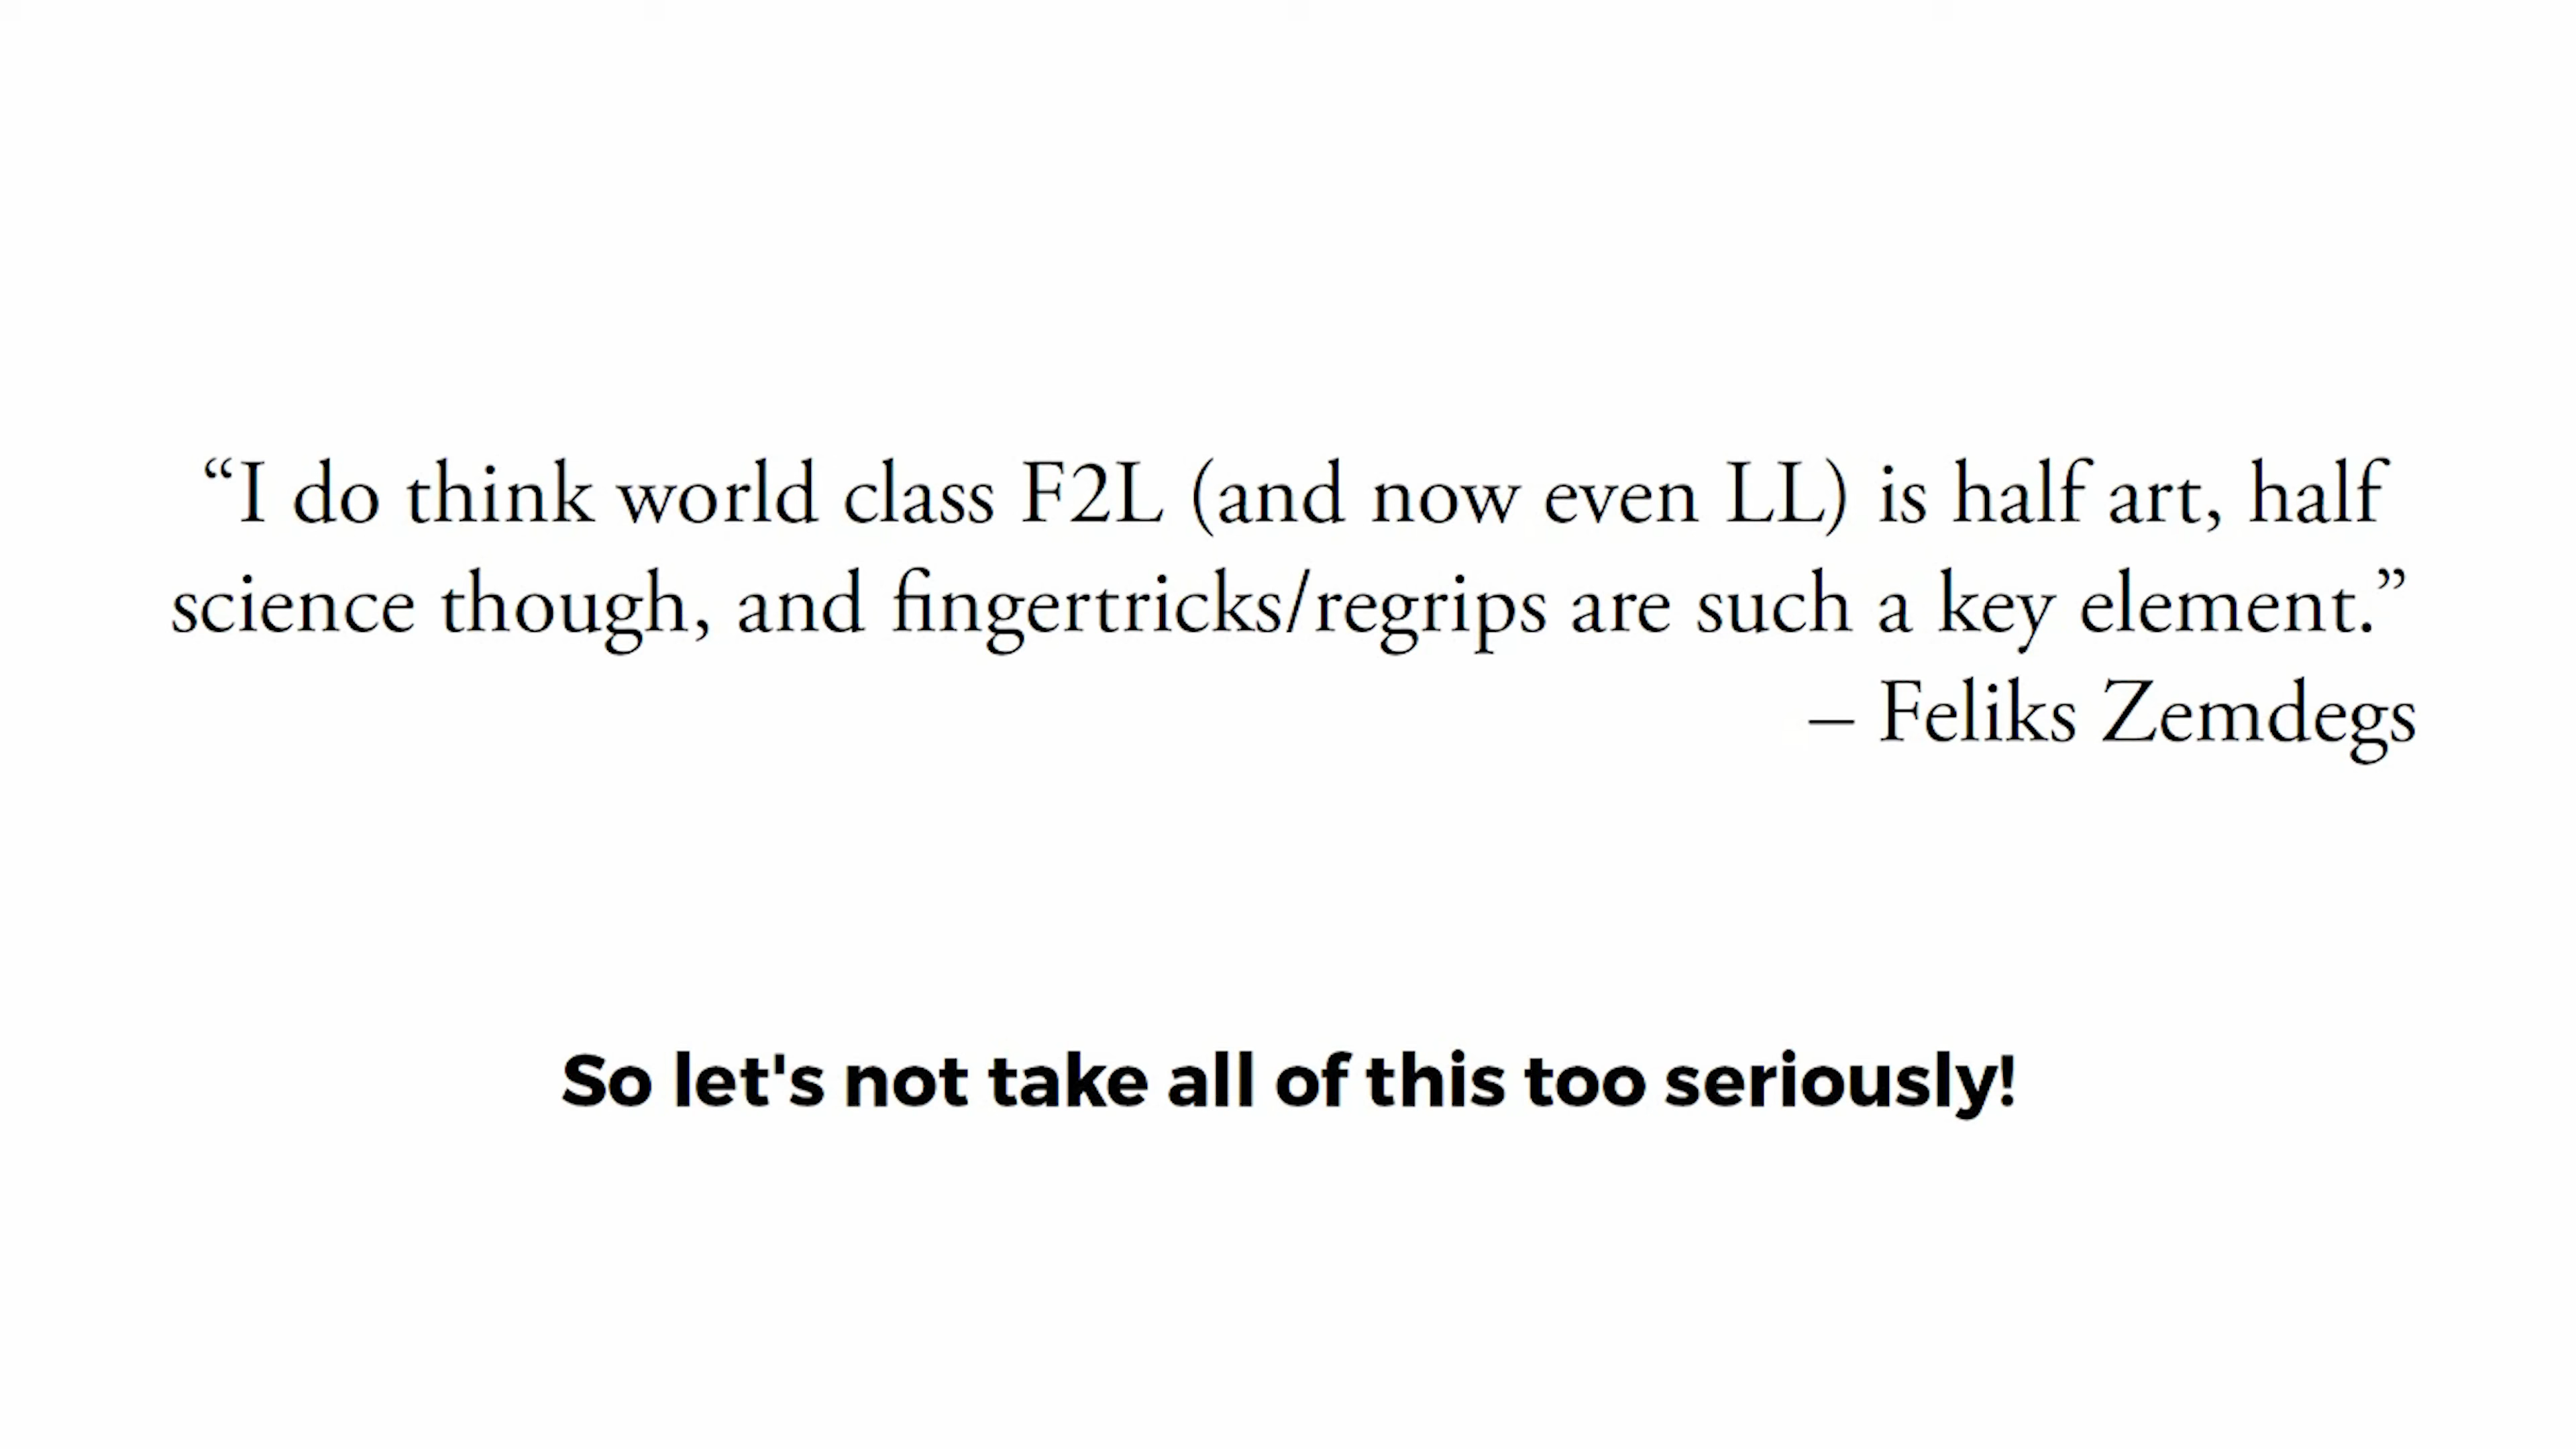 “I do think world class F2L (and now even LL) is half art, half
science though, and fingertricks/regrips are such a key element.”
– Feliks Zemdegs
So let's not take all of this too seriously!